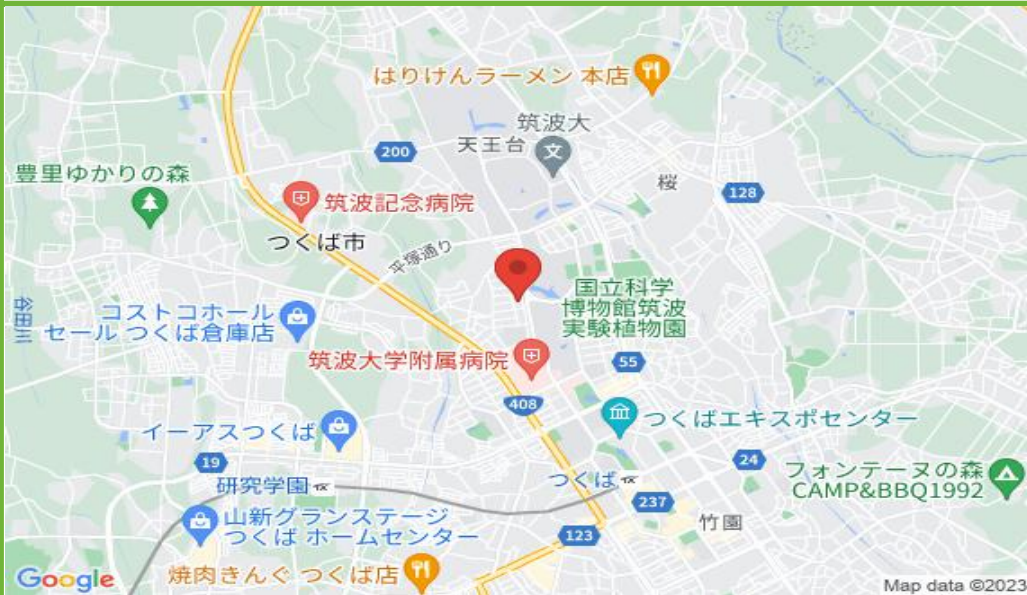 はりけんラーメン 本店
筑波大
天王台
200
豊里ゆかりの森
桜
128
筑波記念病院
つくば市
平塚通り
国立科学
博物館筑波
実験植物園
谷田川
コストコホール
セール つくば倉庫店
筑波大学附属病院
55
408
つくばエキスポセンター
イーアスつくば
19
24
研究学園
つくば
フォンテーヌの森
CAMP&BBQ1992
237
山新グランステージ
つくば ホームセンター
竹園
123
焼肉きんぐ つくば店
Google
Map data ©2023